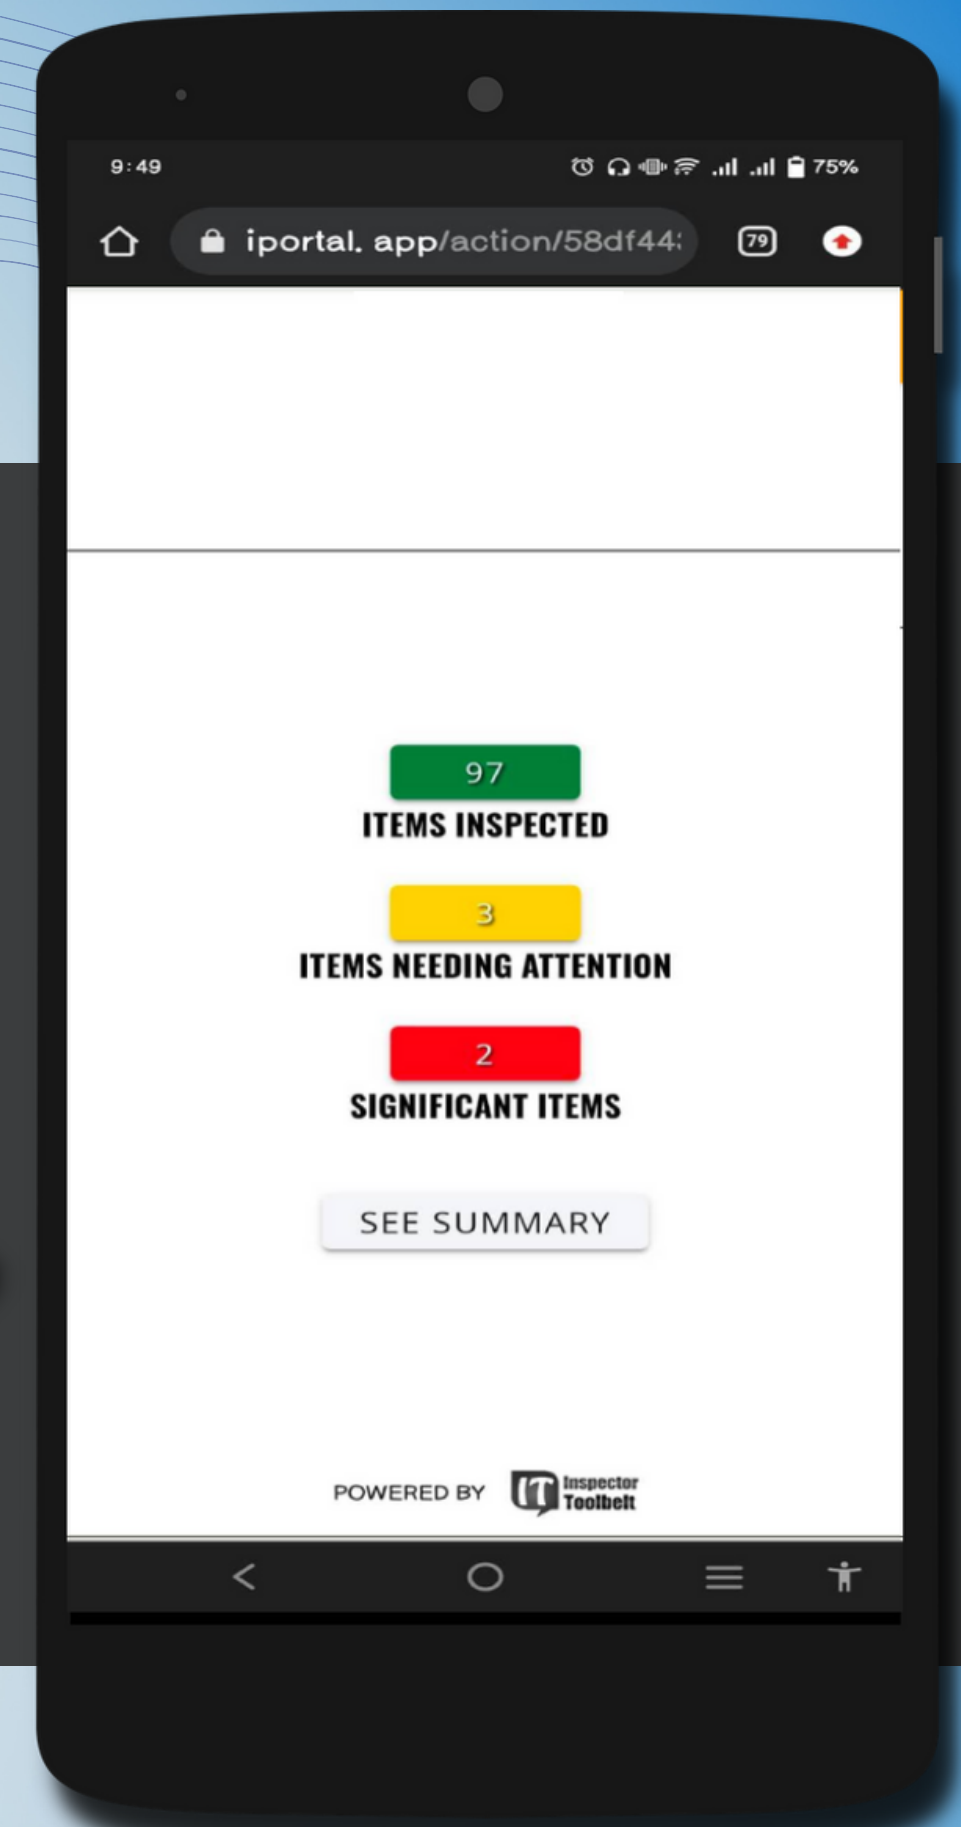 9:49
75%
iportal. app/action/58df44
79
97
ITEMS INSPECTED
3
ITEMS NEEDING ATTENTION
2
SIGNIFICANT ITEMS
SEE SUMMARY
POWERED BY
IT Inspector
Toolbelt